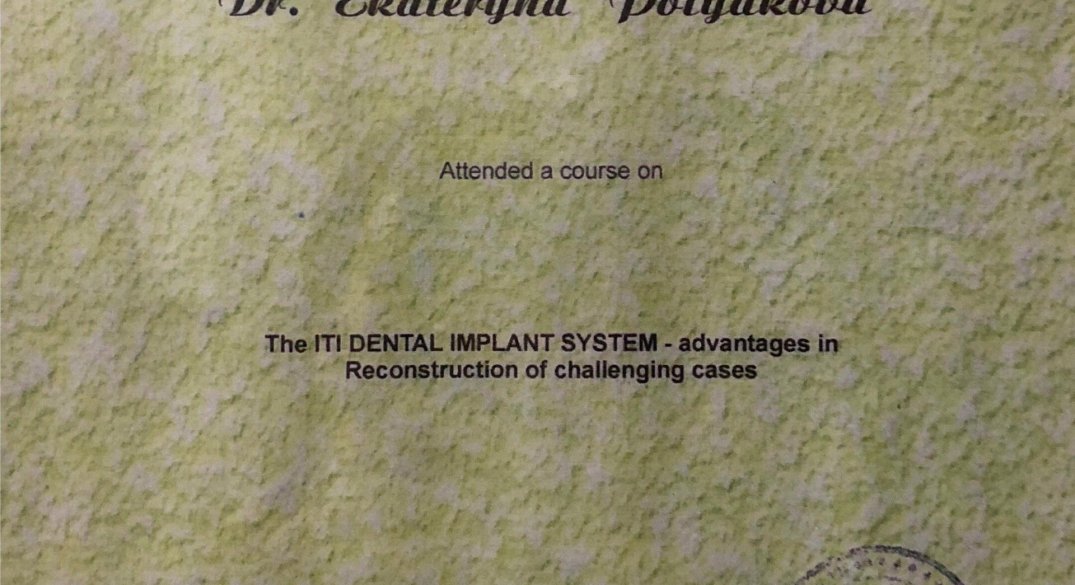 Dr. Ekateryna Polyakova
Attended a course on
The ITI DENTAL IMPLANT SYSTEM - advantages in
Reconstruction of challenging cases